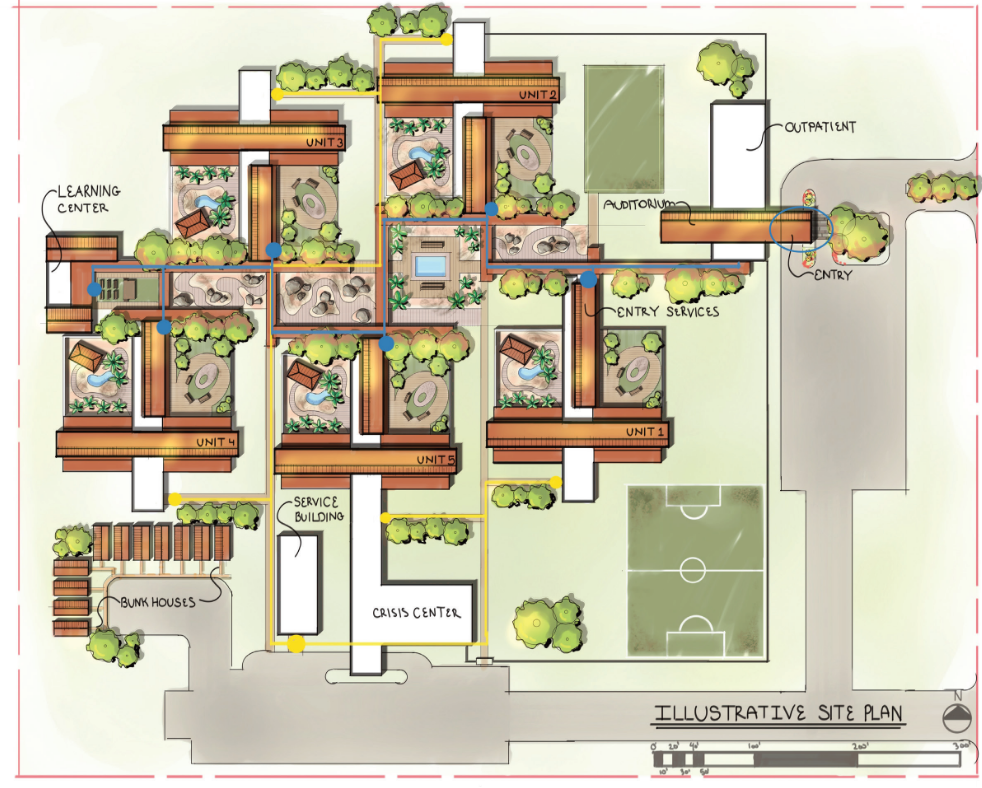 UNIT 2
UNIT 3
OUTPATIENT
LEARNING
CENTER
AUDITORIUM
ENTRY
ENTRY SERVICES
UNIT 4
UNIT 5
UNIT 1
SERVICE
BUILDING
BUNK HOUSES
CRISIS CENTER
ILLUSTRATIVE SITE PLAN
N
0' 20' 40' 100' 200' 300'
10' 30' 50'